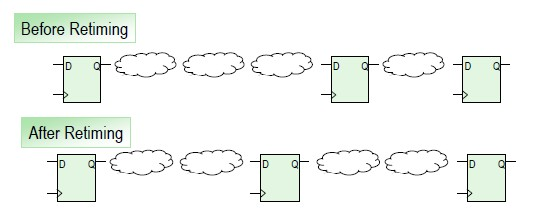 Before Retiming
D Q D Q D Q
After Retiming
D Q D Q D Q